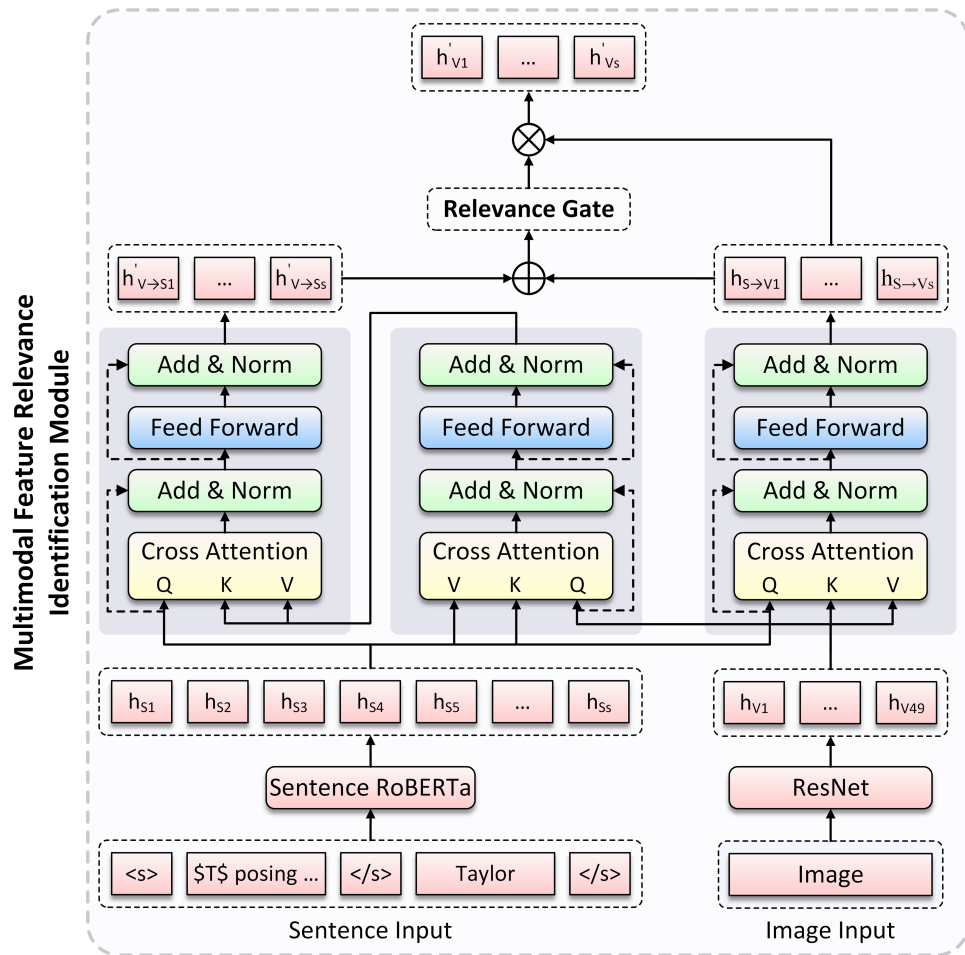 h'V1 ... h'Vs
Relevance Gate
h'V→S1 ... h'V→Ss
hS→V1 ... hS→Vs
Multimodal Feature Relevance
Identification Module
Add & Norm
Feed Forward
Add & Norm
Cross Attention
Q K V
Add & Norm
Feed Forward
Add & Norm
Cross Attention
V K Q
Add & Norm
Feed Forward
Add & Norm
Cross Attention
Q K V
hS1 hS2 hS3 hS4 hS5 ... hSs
hV1 ... hV49
Sentence RoBERTa
ResNet
<s> $T$ posing ... </s> Taylor </s>
Image
Sentence Input
Image Input